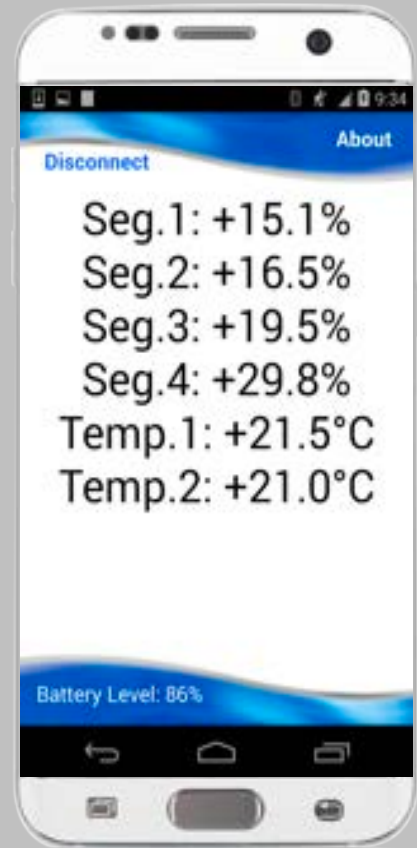 9:34
About
Disconnect
Seg.1: +15.1%
Seg.2: +16.5%
Seg.3: +19.5%
Seg.4: +29.8%
Temp.1: +21.5°C
Temp.2: +21.0°C
Battery Level: 86%